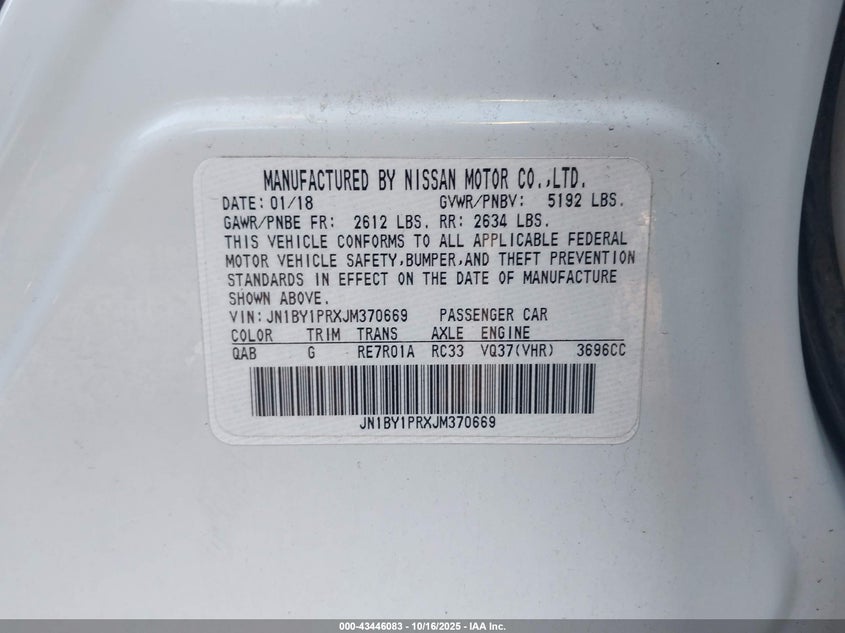 MANUFACTURED BY NISSAN MOTOR CO.,LTD.
DATE: 01/18 GVWR/PNBV: 5192 LBS.
GAWR/PNBE FR: 2612 LBS. RR: 2634 LBS.
THIS VEHICLE CONFORMS TO ALL APPLICABLE FEDERAL
MOTOR VEHICLE SAFETY,BUMPER,AND THEFT PREVENTION
STANDARDS IN EFFECT ON THE DATE OF MANUFACTURE
SHOWN ABOVE.
VIN: JN1BY1PRXJM370669 PASSENGER CAR
COLOR TRIM TRANS AXLE ENGINE
QAB G RE7R01A RC33 VQ37(VHR) 3696CC
JN1BY1PRXJM370669
000-43446083 - 10/16/2025 - IAA Inc.